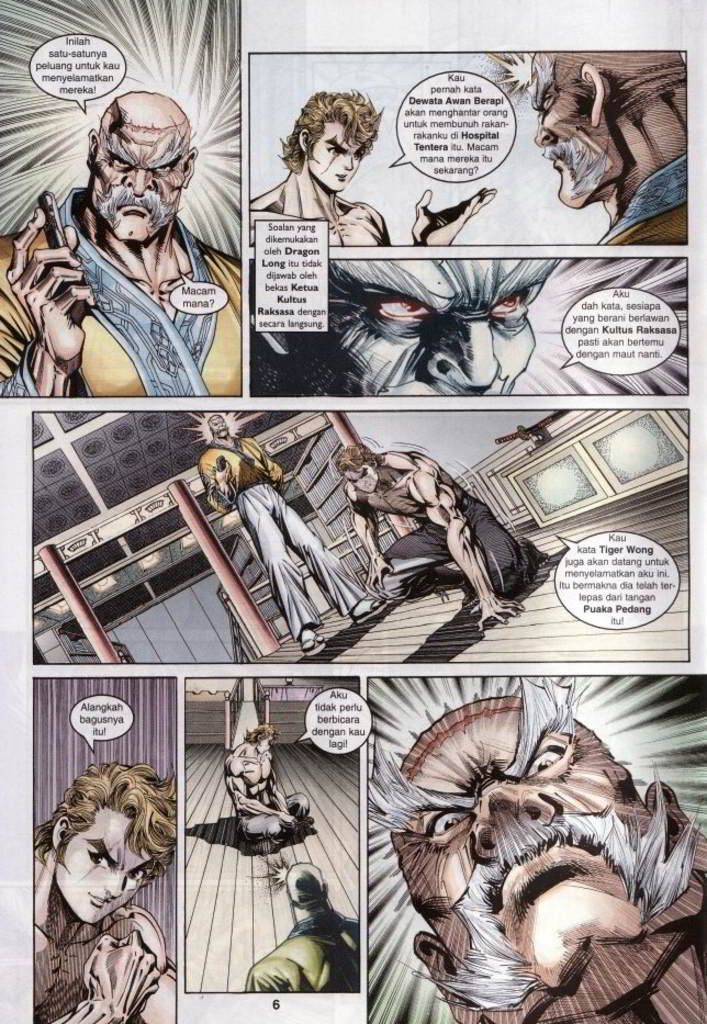 Inilah
satu-satunya
peluang untuk kau
menyelamatkan
mereka!
Macam
mana?
Kau
pernah kata
Dewata Awan Berapi
akan menghantar orang
untuk membunuh rakan-
rakanku di Hospital
Tentera itu. Macam
mana mereka itu
sekarang?
Soalan yang
dikemukakan
oleh Dragon
Long itu tidak
dijawab oleh
bekas Ketua
Kultus
Raksasa dengan
secara langsung.
Aku
dah kata, sesiapa
yang berani berlawan
dengan Kultus Raksasa
pasti akan bertemu
dengan maut nanti.
Kau
kata Tiger Wong
juga akan datang untuk
menyelamatkan aku ini.
Itu bermakna dia telah ter-
lepas dari tangan
Puaka Pedang
itu!
Alangkah
bagusnya
itu!
Aku
tidak perlu
berbicara
dengan kau
lagi!
6